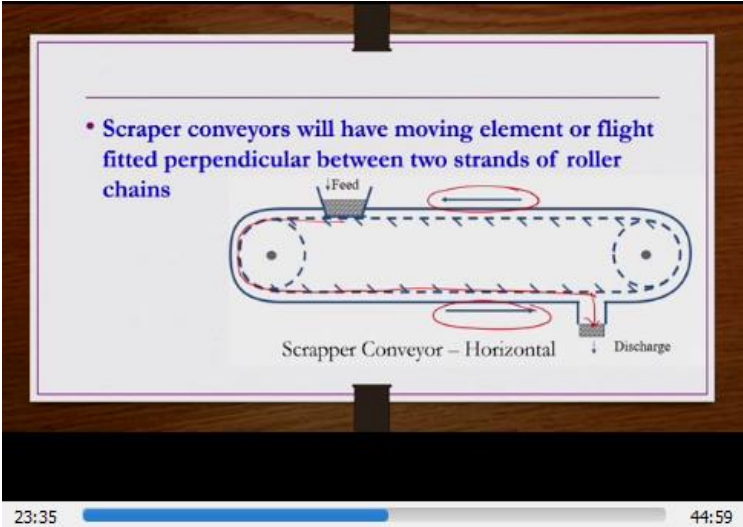 • Scraper conveyors will have moving element or flight
fitted perpendicular between two strands of roller
chains
↓Feed
Scrapper Conveyor – Horizontal
↓ Discharge
23:35
44:59